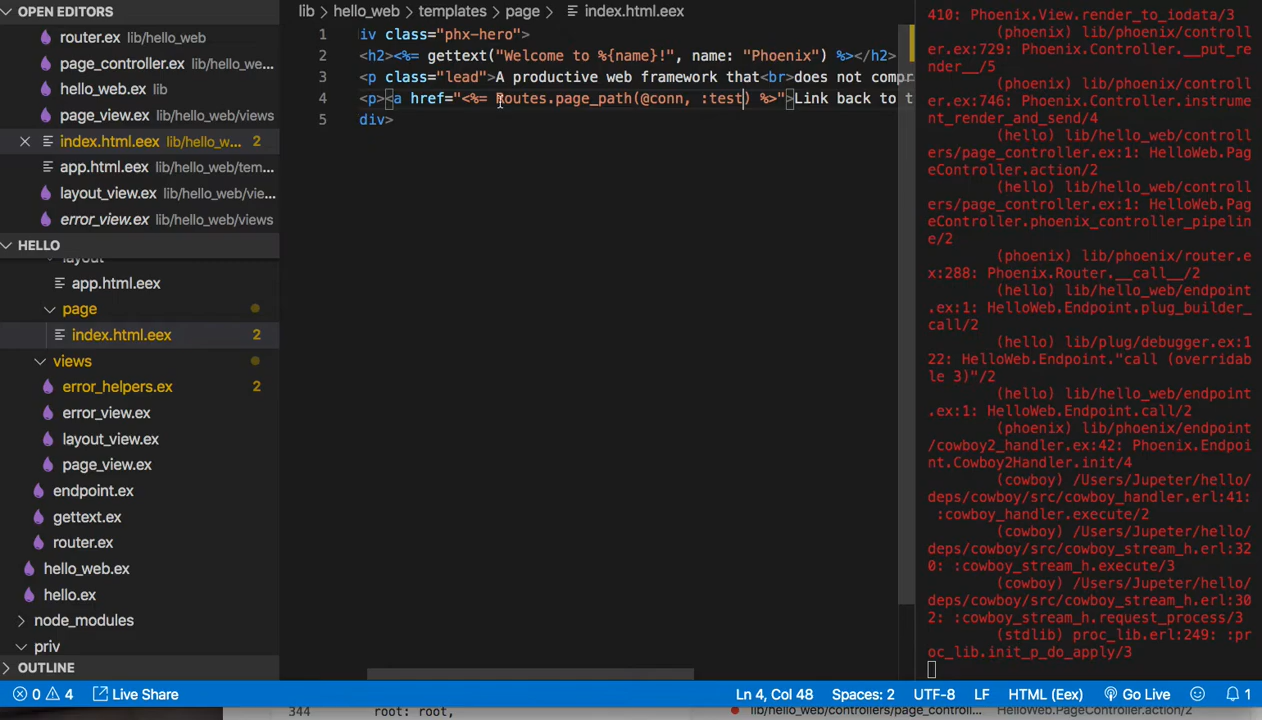 OPEN EDITORS
router.ex lib/hello_web
page_controller.ex lib/hello_web
hello_web.ex lib
page_view.ex lib/hello_web
index.html.eex lib/hello_w... 2
app.html.eex lib/hello_web/tem...
layout_view.ex lib/hello_web/vie...
error_view.ex lib/hello_web/views
HELLO
layout
app.html.eex
page
index.html.eex 2
views
error_helpers.ex 2
error_view.ex
layout_view.ex
page_view.ex
endpoint.ex
gettext.ex
router.ex
hello_web.ex
hello.ex
node_modules
priv
OUTLINE
lib > hello_web > templates > page > index.html.eex
1 iv class="phx-hero">
2 <h2><%= gettext("Welcome to %{name}!", name: "Phoenix") %></h2>
3 <p class="lead">A productive web framework that<br>does not compr
4 <p><a href="<%= Routes.page_path(@conn, :test) %>">Link back to t
5 div>
410: Phoenix.View.render_to_iodata/3
(phoenix) lib/phoenix/control
ler.ex:729: Phoenix.Controller.__put_re
nder__/5
(phoenix) lib/phoenix/control
ler.ex:746: Phoenix.Controller.instrume
nt_render_and_send/4
(hello) lib/hello_web/controll
ers/page_controller.ex:1: HelloWeb.Pag
eController.action/2
(hello) lib/hello_web/controll
ers/page_controller.ex:1: HelloWeb.Pag
eController.phoenix_controller_pipelin
e/2
(phoenix) lib/phoenix/router.e
x:288: Phoenix.Router.__call__/2
(hello) lib/hello_web/endpoint
.ex:1: HelloWeb.Endpoint.plug_builder_
call/2
(hello) lib/plug/debugger.ex:1
22: HelloWeb.Endpoint."call (overridab
le 3)"/2
(hello) lib/hello_web/endpoint
.ex:1: HelloWeb.Endpoint.call/2
(phoenix) lib/phoenix/endpoint
/cowboy2_handler.ex:42: Phoenix.Endpoi
nt.Cowboy2Handler.init/4
(cowboy) /Users/Jupeter/hello/
deps/cowboy/src/cowboy_handler.erl:41:
:cowboy_handler.execute/2
(cowboy) /Users/Jupeter/hello/
deps/cowboy/src/cowboy_stream_h.erl:32
0: :cowboy_stream_h.execute/3
(cowboy) /Users/Jupeter/hello/
deps/cowboy/src/cowboy_stream_h.erl:30
2: :cowboy_stream_h.request_process/3
(stdlib) proc_lib.erl:249: :pr
oc_lib.init_p_do_apply/3
0 4 Live Share Ln 4, Col 48 Spaces: 2 UTF-8 LF HTML (Eex) Go Live 1
344 root: root, lib/hello_web/controllers/page_control... HelloWeb.PageController.action/2